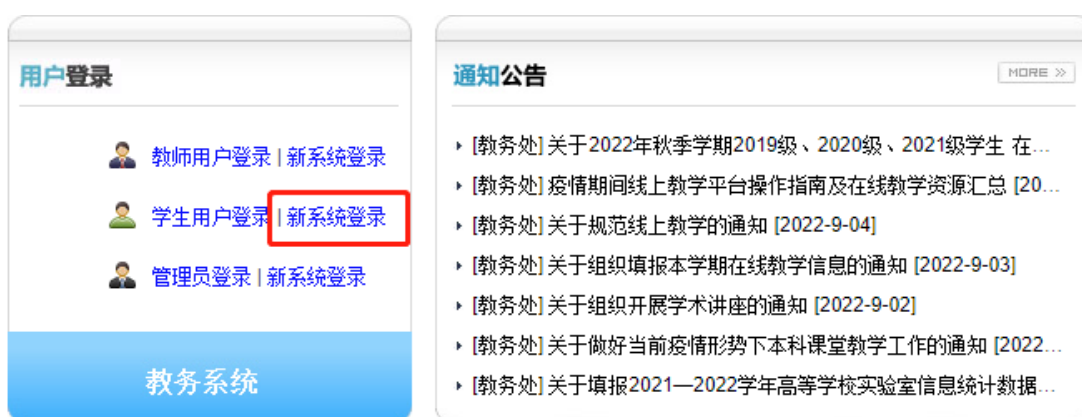 用户登录
教师用户登录 | 新系统登录
学生用户登录 | 新系统登录
管理员登录 | 新系统登录
教务系统
通知公告
MORE »
[教务处] 关于2022年秋季学期2019级、2020级、2021级学生 在...
[教务处] 疫情期间线上教学平台操作指南及在线教学资源汇总 [20...
[教务处] 关于规范线上教学的通知 [2022-9-04]
[教务处] 关于组织填报本学期在线教学信息的通知 [2022-9-03]
[教务处] 关于组织开展学术讲座的通知 [2022-9-02]
[教务处] 关于做好当前疫情形势下本科课堂教学工作的通知 [2022...
[教务处] 关于填报2021—2022学年高等学校实验室信息统计数据...